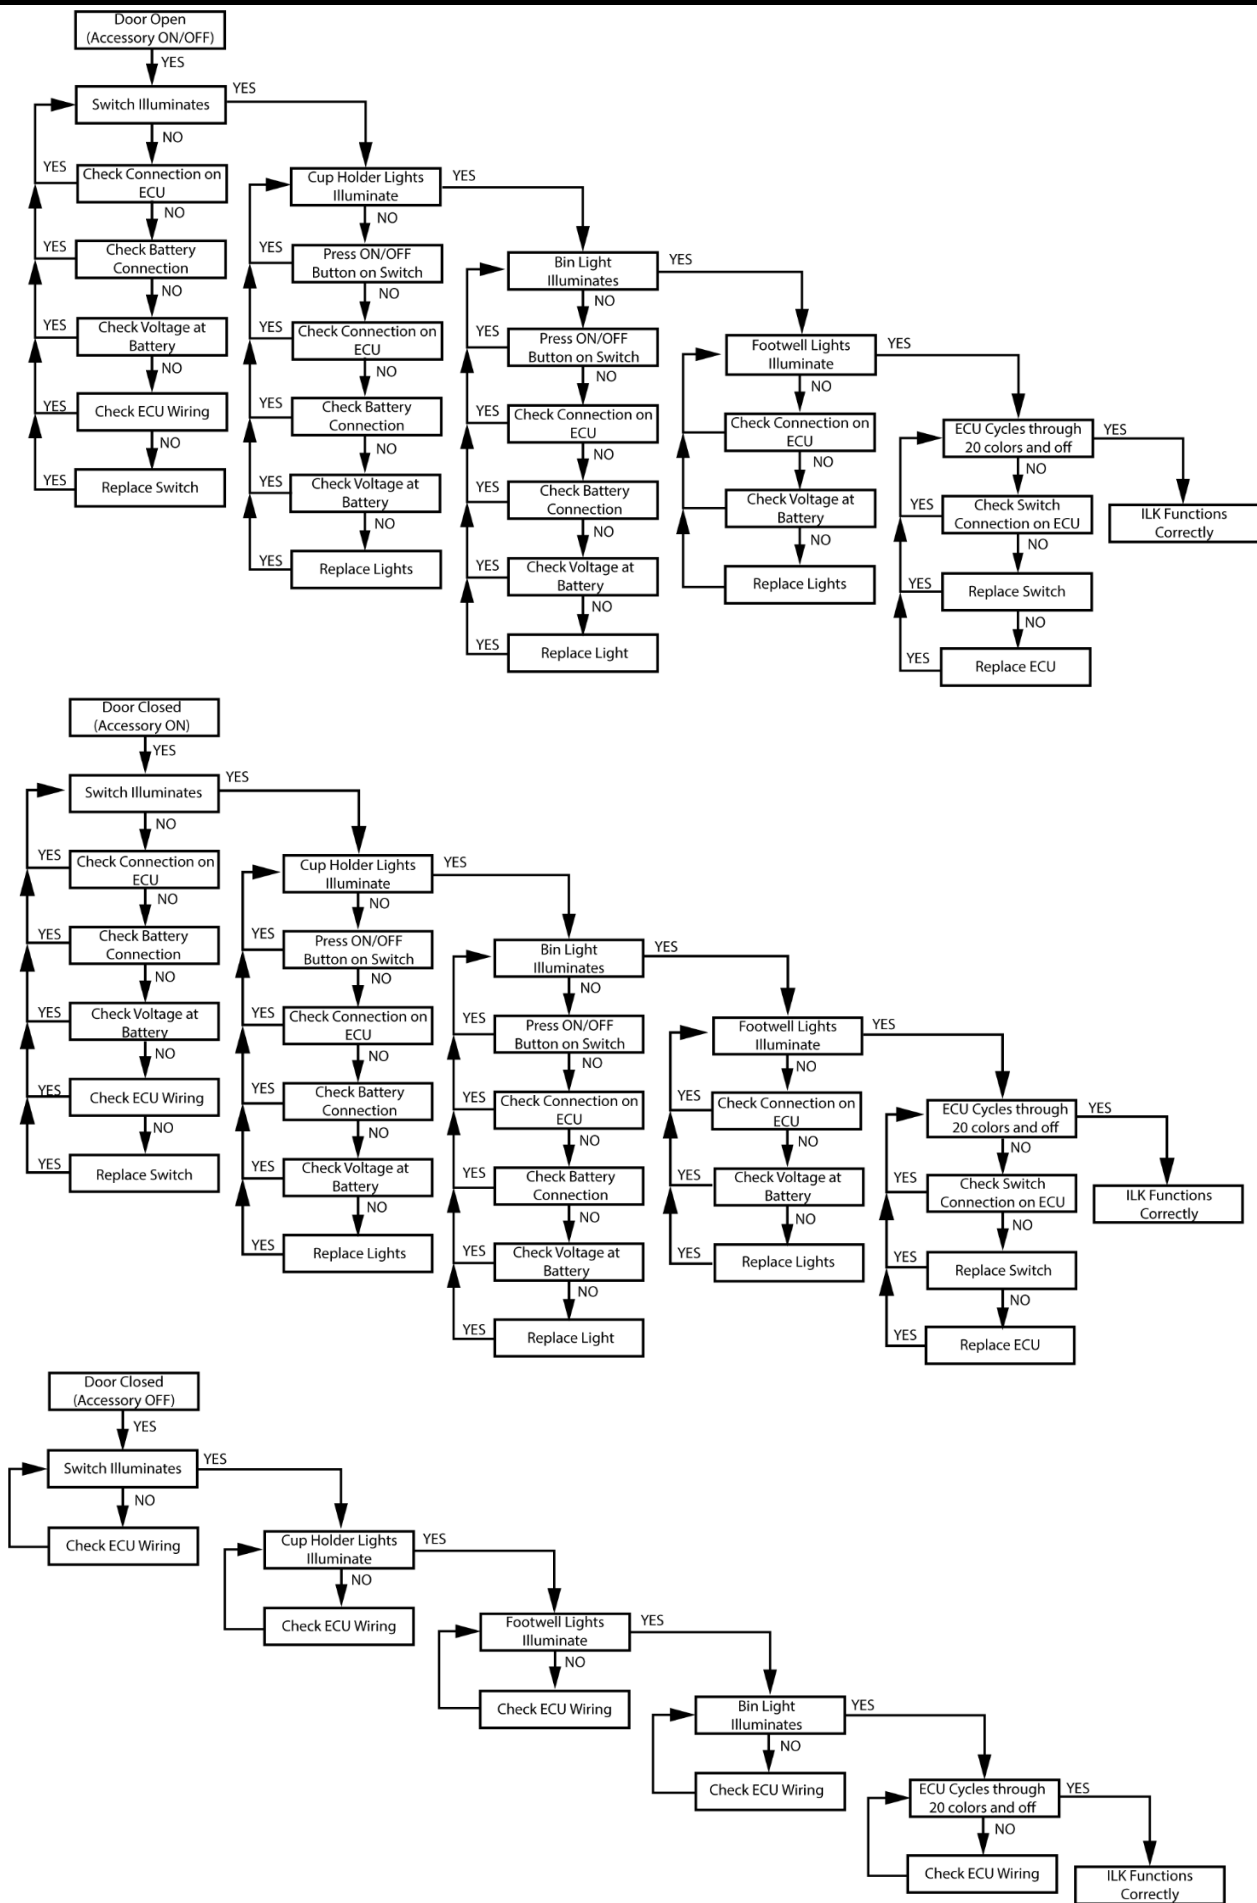 Door Open
(Accessory ON/OFF)
YES
Switch Illuminates
YES
NO
Check Connection on
ECU
YES
NO
Check Battery
Connection
YES
NO
Check Voltage at
Battery
YES
NO
Check ECU Wiring
YES
NO
Replace Switch
YES
Cup Holder Lights
Illuminate
YES
NO
Press ON/OFF
Button on Switch
YES
NO
Check Connection on
ECU
YES
NO
Check Battery
Connection
YES
NO
Check Voltage at
Battery
YES
NO
Replace Lights
YES
Bin Light
Illuminates
YES
NO
Press ON/OFF
Button on Switch
YES
NO
Check Connection on
ECU
YES
NO
Check Battery
Connection
YES
NO
Check Voltage at
Battery
YES
NO
Replace Light
YES
Footwell Lights
Illuminate
YES
NO
Check Connection on
ECU
YES
NO
Check Voltage at
Battery
YES
NO
Replace Lights
YES
ECU Cycles through
20 colors and off
YES
NO
Check Switch
Connection on ECU
YES
NO
Replace Switch
YES
NO
Replace ECU
YES
ILK Functions
Correctly
Door Closed
(Accessory ON)
YES
Switch Illuminates
YES
NO
Check Connection on
ECU
YES
NO
Check Battery
Connection
YES
NO
Check Voltage at
Battery
YES
NO
Check ECU Wiring
YES
NO
Replace Switch
YES
Cup Holder Lights
Illuminate
YES
NO
Press ON/OFF
Button on Switch
YES
NO
Check Connection on
ECU
YES
NO
Check Battery
Connection
YES
NO
Check Voltage at
Battery
YES
NO
Replace Lights
YES
Bin Light
Illuminates
YES
NO
Press ON/OFF
Button on Switch
YES
NO
Check Connection on
ECU
YES
NO
Check Battery
Connection
YES
NO
Check Voltage at
Battery
YES
NO
Replace Light
YES
Footwell Lights
Illuminate
YES
NO
Check Connection on
ECU
YES
NO
Check Voltage at
Battery
YES
NO
Replace Lights
YES
ECU Cycles through
20 colors and off
YES
NO
Check Switch
Connection on ECU
YES
NO
Replace Switch
YES
NO
Replace ECU
YES
ILK Functions
Correctly
Door Closed
(Accessory OFF)
YES
Switch Illuminates
YES
NO
Check ECU Wiring
Cup Holder Lights
Illuminate
YES
NO
Check ECU Wiring
Footwell Lights
Illuminate
YES
NO
Check ECU Wiring
Bin Light
Illuminates
YES
NO
Check ECU Wiring
ECU Cycles through
20 colors and off
YES
NO
Check ECU Wiring
ILK Functions
Correctly